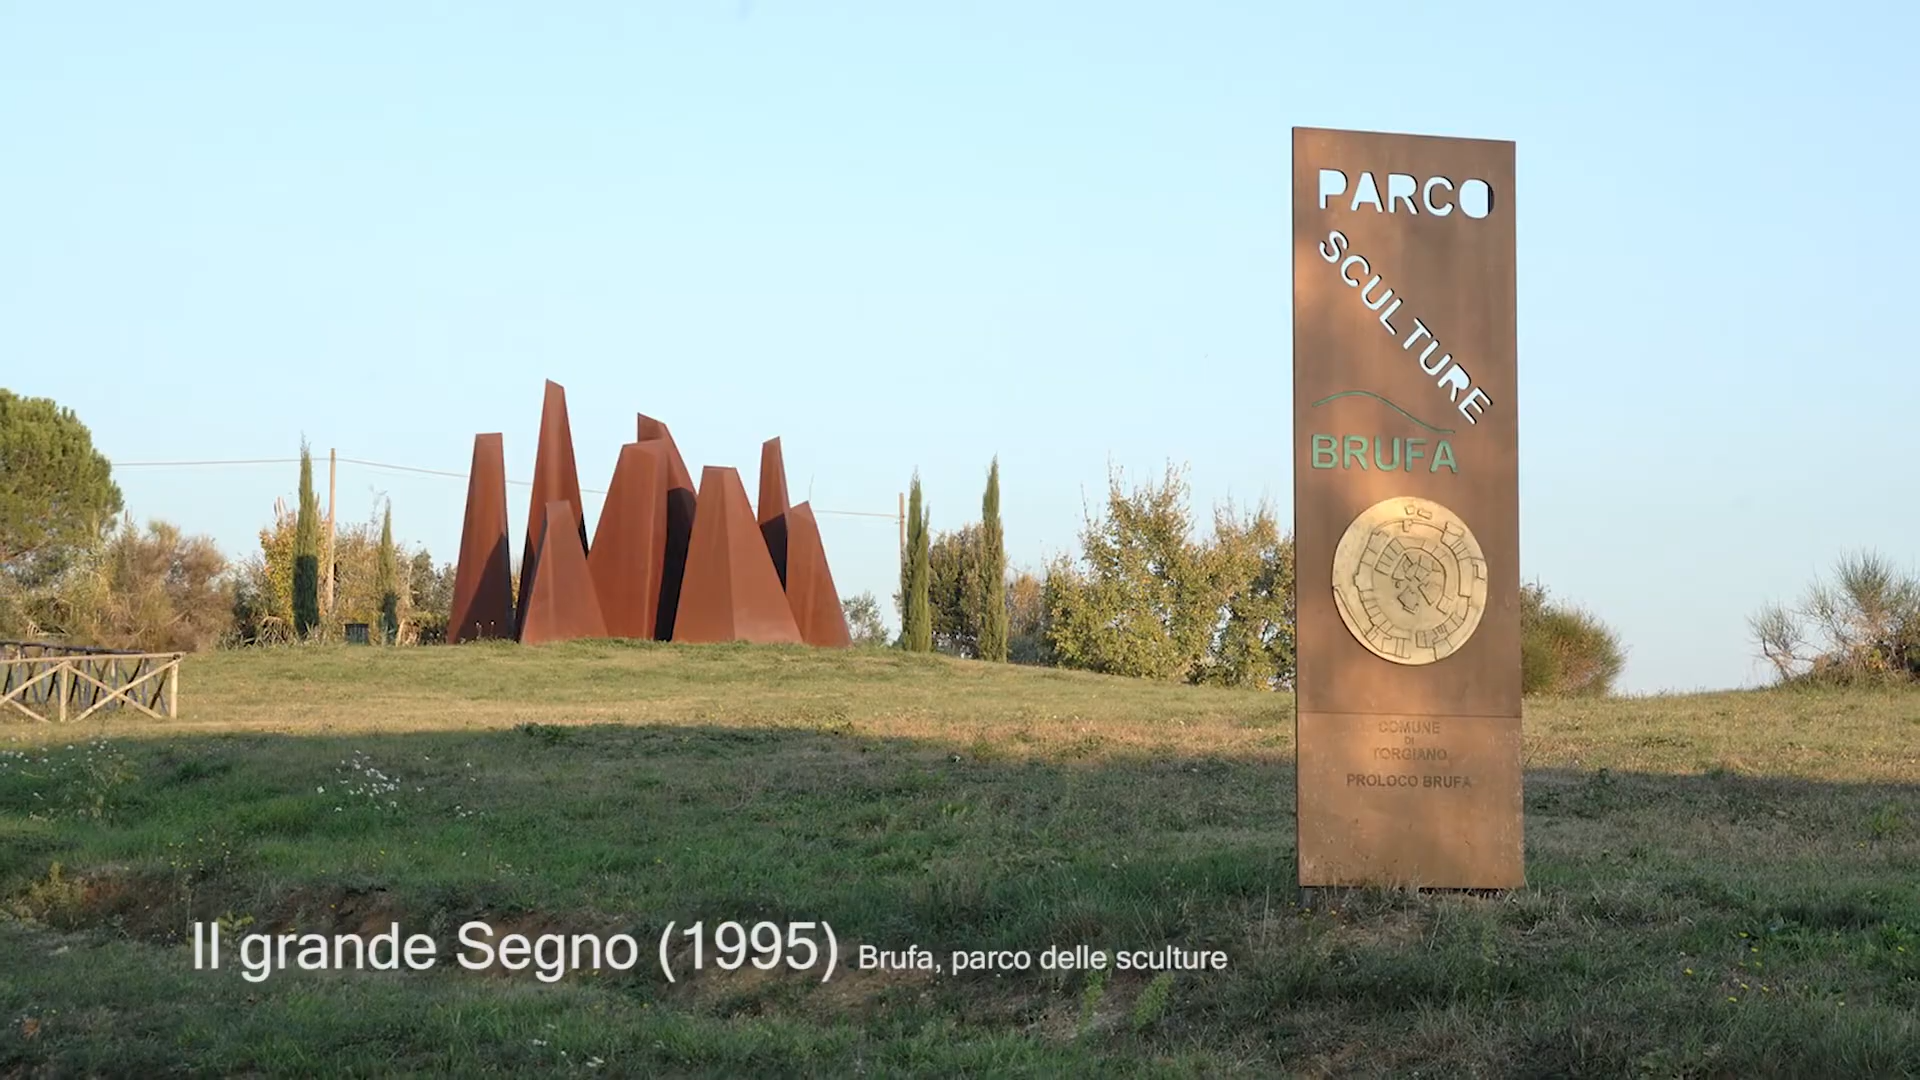 PARCO
SCULTURE
BRUFA
COMUNE
DI
TORGIANO
PROLOCO BRUFA
Il grande Segno (1995) Brufa, parco delle sculture